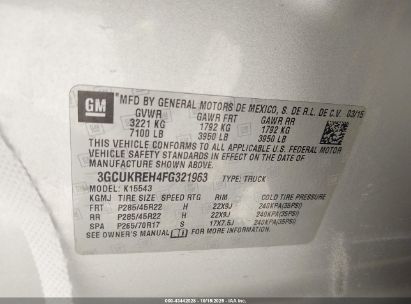 GM
"MFD BY GENERAL MOTORS DE MEXICO, S. DE R.L. DE C.V. 03/15
GVWR GAWR FRT GAWR RR
3221 KG 1792 KG 1792 KG
7100 LB 3950 LB 3950 LB
THIS VEHICLE CONFORMS TO ALL APPLICABLE U.S. FEDERAL MOTOR
VEHICLE SAFETY STANDARDS IN EFFECT ON THE DATE OF
MANUFACTURE SHOWN ABOVE.
3GCUKREH4FG321963 TYPE: TRUCK
MODEL: K15543
KGMJ TIRE SIZE SPEED RTG RIM COLD TIRE PRESSURE
FRT P285/45R22 H 22X9J 240KPA(35PSI)
RR P285/45R22 H 22X9J 240KPA(35PSI)
SPA P265/70R17 S 17X7.5J 240KPA(35PSI)
SEE OWNER'S MANUAL FOR ADDITIONAL INFORMATION.